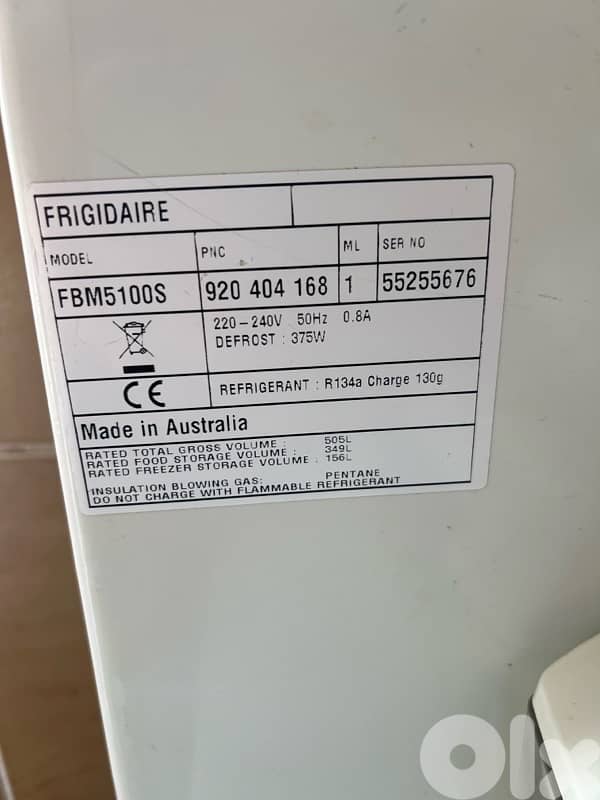 FRIGIDAIRE
MODEL PNC ML SER NO
FBM5100S 920 404 168 1 55255676
220-240V 50Hz 0.8A
DEFROST : 375W
CE
REFRIGERANT : R134a Charge 130g
Made in Australia
RATED TOTAL GROSS VOLUME : 505L
RATED FOOD STORAGE VOLUME : 349L
RATED FREEZER STORAGE VOLUME . 156L
INSULATION BLOWING GAS: PENTANE
DO NOT CHARGE WITH FLAMMABLE REFRIGERANT
olx